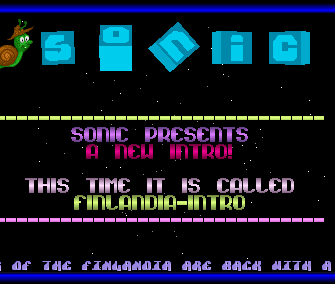 SONIC
SONIC PRESENTS
A NEW INTRO!
THIS TIME IT IS CALLED
FINLANDIA-INTRO
OF THE FINLANDIA ARE BACK WITH A